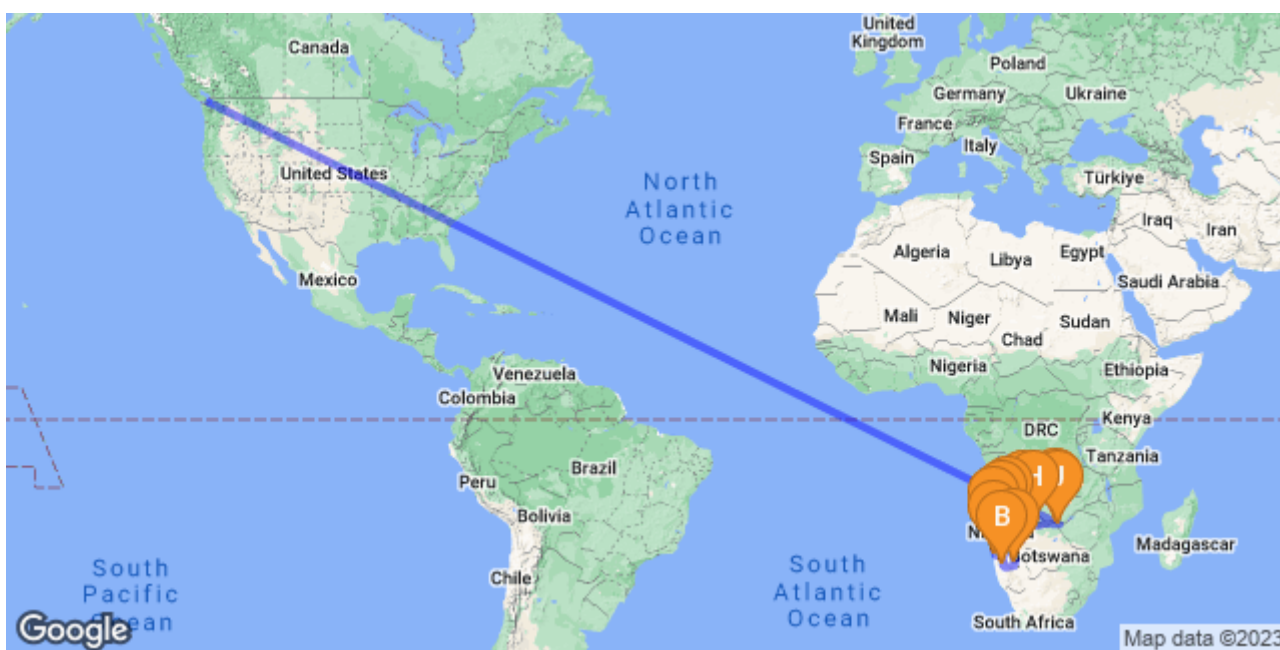 Canada
United States
Mexico
North
Atlantic
Ocean
United
Kingdom
Poland
Germany
Ukraine
France
Italy
Spain
Türkiye
Iraq
Iran
Algeria
Libya
Egypt
Saudi Arabia
Mali
Niger
Chad
Sudan
Nigeria
Ethiopia
Venezuela
Colombia
Kenya
DRC
Tanzania
Brazil
Peru
Bolivia
H
J
B
Botswana
Madagascar
South
Pacific
Ocean
Chile
South
Atlantic
Ocean
South Africa
Google
Map data ©2023